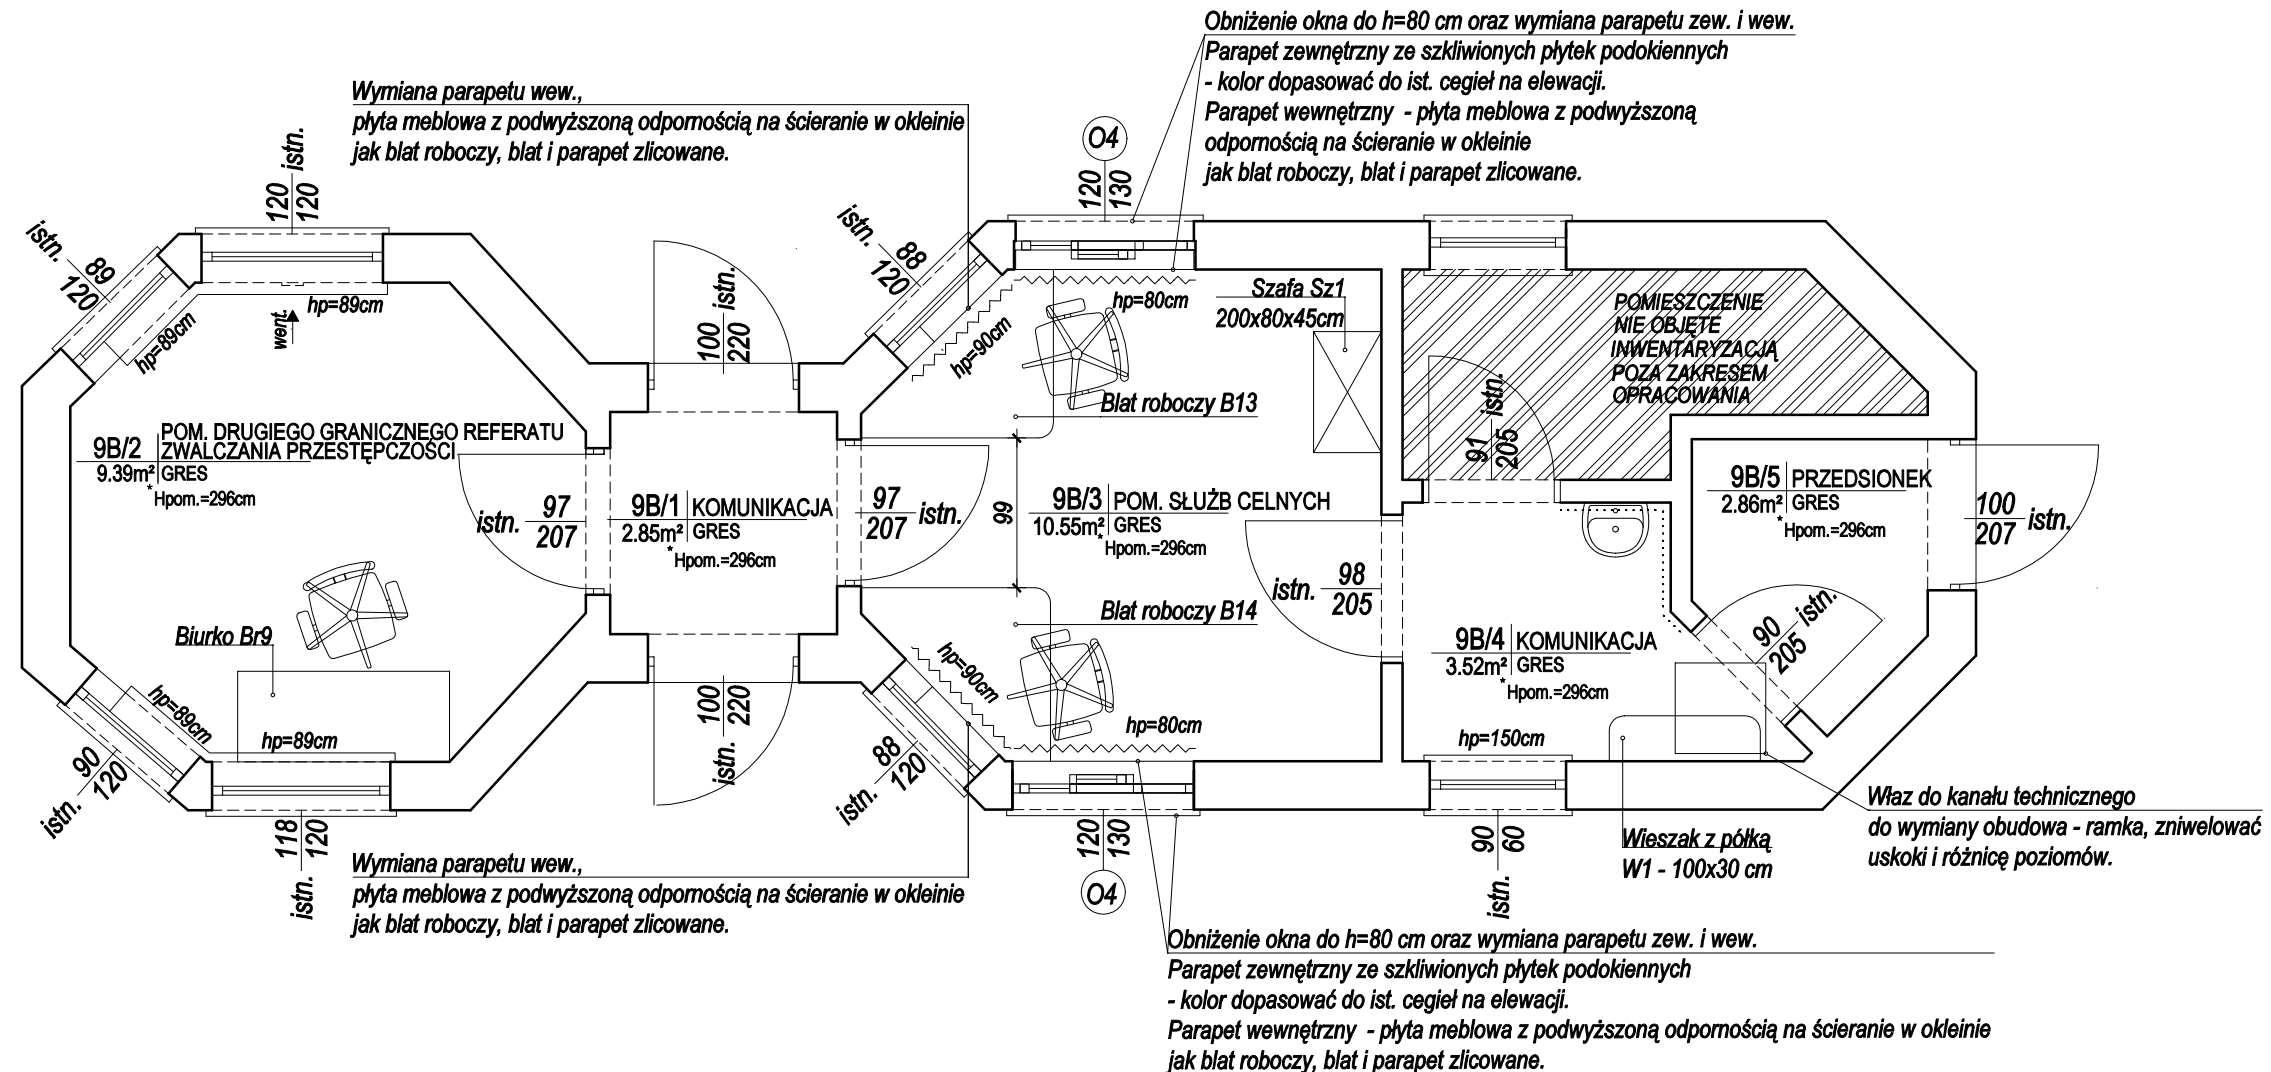 Obniżenie okna do h=80 cm oraz wymiana parapetu zew. i wew.
Parapet zewnętrzny ze szkliwionych płytek podokiennych
- kolor dopasować do ist. cegieł na elewacji.
Parapet wewnętrzny - płyta meblowa z podwyższoną
odpornością na ścieranie w okleinie
jak blat roboczy, blat i parapet zlicowane.
Wymiana parapetu wew.,
płyta meblowa z podwyższoną odpornością na ścieranie w okleinie
jak blat roboczy, blat i parapet zlicowane.
O4
120
130
120
120
istn.
istn.
89
120
istn.
88
120
hp=89cm
hp=89cm
went.
100
220
istn.
hp=80cm
hp=90cm
Szafa Sz1
200x80x45cm
POMIESZCZENIE
NIE OBJĘTE
INWENTARYZACJĄ
POZA ZAKRESEM
OPRACOWANIA
Blat roboczy B13
91
205
istn.
9B/2
POM. DRUGIEGO GRANICZNEGO REFERATU
ZWALCZANIA PRZESTĘPCZOŚCI
9.39m²
GRES
* Hpom.=296cm
istn.
97
207
9B/1
KOMUNIKACJA
2.85m²
GRES
* Hpom.=296cm
97
207
istn.
99
9B/3
POM. SŁUŻB CELNYCH
10.55m²
GRES
* Hpom.=296cm
9B/5
PRZEDSIONEK
2.86m²
GRES
* Hpom.=296cm
100
207
istn.
istn.
98
205
Blat roboczy B14
9B/4
KOMUNIKACJA
3.52m²
GRES
* Hpom.=296cm
90
205
istn.
Biurko Br9
hp=89cm
hp=89cm
100
220
istn.
hp=90cm
hp=80cm
hp=150cm
istn.
90
120
118
120
istn.
istn.
88
120
120
130
O4
90
60
istn.
Wieszak z półką
W1 - 100x30 cm
Właz do kanału technicznego
do wymiany obudowa - ramka, zniwelować
uskoki i różnicę poziomów.
Wymiana parapetu wew.,
płyta meblowa z podwyższoną odpornością na ścieranie w okleinie
jak blat roboczy, blat i parapet zlicowane.
Obniżenie okna do h=80 cm oraz wymiana parapetu zew. i wew.
Parapet zewnętrzny ze szkliwionych płytek podokiennych
- kolor dopasować do ist. cegieł na elewacji.
Parapet wewnętrzny - płyta meblowa z podwyższoną odpornością na ścieranie w okleinie
jak blat roboczy, blat i parapet zlicowane.